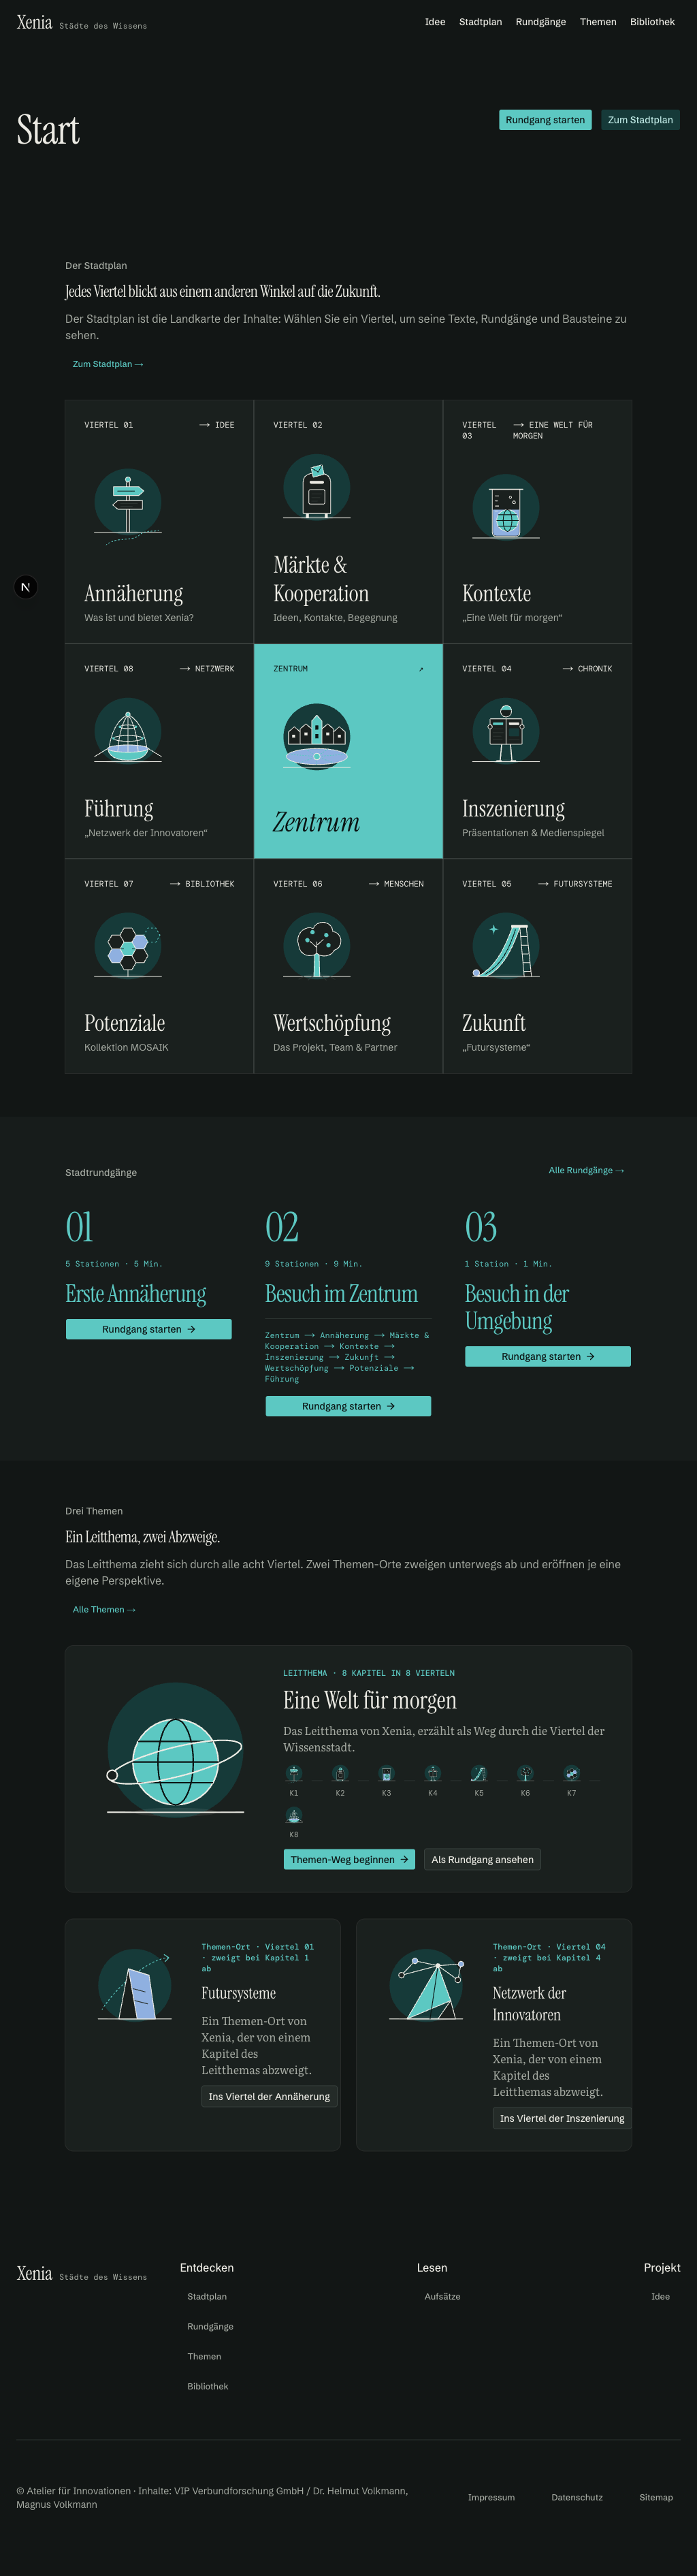 Xenia Städte des Wissens
Idee Stadtplan Rundgänge Themen Bibliothek
Start
Rundgang starten Zum Stadtplan
Der Stadtplan
Jedes Viertel blickt aus einem anderen Winkel auf die Zukunft.
Der Stadtplan ist die Landkarte der Inhalte: Wählen Sie ein Viertel, um seine Texte, Rundgänge und Bausteine zu
sehen.
Zum Stadtplan →
VIERTEL 01 → IDEE
Annäherung
Was ist und bietet Xenia?
VIERTEL 02
Märkte &
Kooperation
Ideen, Kontakte, Begegnung
VIERTEL
03
→ EINE WELT FÜR
MORGEN
Kontexte
„Eine Welt für morgen“
N
VIERTEL 08 → NETZWERK
Führung
„Netzwerk der Innovatoren“
ZENTRUM ↗
Zentrum
VIERTEL 04 → CHRONIK
Inszenierung
Präsentationen & Medienspiegel
VIERTEL 07 → BIBLIOTHEK
Potenziale
Kollektion MOSAIK
VIERTEL 06 → MENSCHEN
Wertschöpfung
Das Projekt, Team & Partner
VIERTEL 05 → FUTURSYSTEME
Zukunft
„Futursysteme“
Stadtrundgänge
Alle Rundgänge →
01
5 Stationen · 5 Min.
Erste Annäherung
Rundgang starten →
02
9 Stationen · 9 Min.
Besuch im Zentrum
Zentrum → Annäherung → Märkte &
Kooperation → Kontexte →
Inszenierung → Zukunft →
Wertschöpfung → Potenziale →
Führung
Rundgang starten →
03
1 Station · 1 Min.
Besuch in der
Umgebung
Rundgang starten →
Drei Themen
Ein Leitthema, zwei Abzweige.
Das Leitthema zieht sich durch alle acht Viertel. Zwei Themen-Orte zweigen unterwegs ab und eröffnen je eine
eigene Perspektive.
Alle Themen →
LEITTHEMA · 8 KAPITEL IN 8 VIERTELN
Eine Welt für morgen
Das Leitthema von Xenia, erzählt als Weg durch die Viertel der
Wissensstadt.
K1 K2 K3 K4 K5 K6 K7
K8
Themen-Weg beginnen → Als Rundgang ansehen
Themen-Ort · Viertel 01
· zweigt bei Kapitel 1
ab
Futursysteme
Ein Themen-Ort von
Xenia, der von einem
Kapitel des
Leitthemas abzweigt.
Ins Viertel der Annäherung
Themen-Ort · Viertel 04
· zweigt bei Kapitel 4
ab
Netzwerk der
Innovatoren
Ein Themen-Ort von
Xenia, der von einem
Kapitel des
Leitthemas abzweigt.
Ins Viertel der Inszenierung
Xenia Städte des Wissens
Entdecken
Stadtplan
Rundgänge
Themen
Bibliothek
Lesen
Aufsätze
Projekt
Idee
© Atelier für Innovationen · Inhalte: VIP Verbundforschung GmbH / Dr. Helmut Volkmann,
Magnus Volkmann
Impressum Datenschutz Sitemap